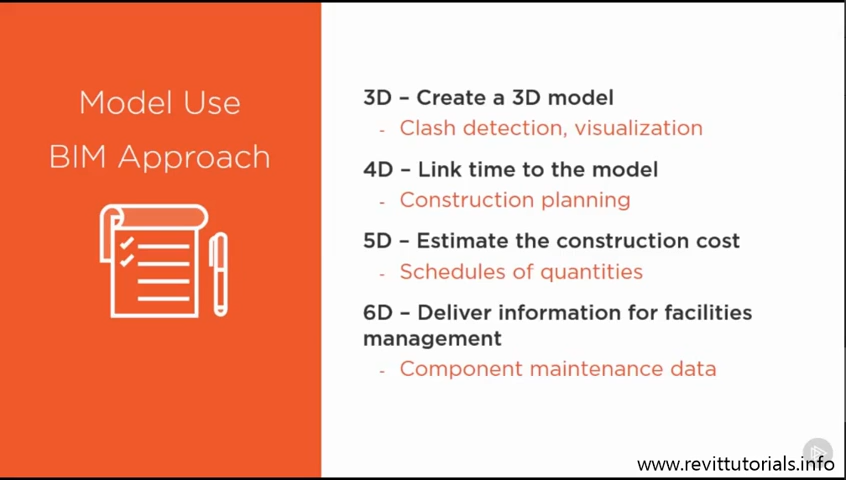 Model Use
BIM Approach
3D – Create a 3D model
- Clash detection, visualization
4D – Link time to the model
- Construction planning
5D – Estimate the construction cost
- Schedules of quantities
6D – Deliver information for facilities
management
- Component maintenance data
www.revittutorials.info